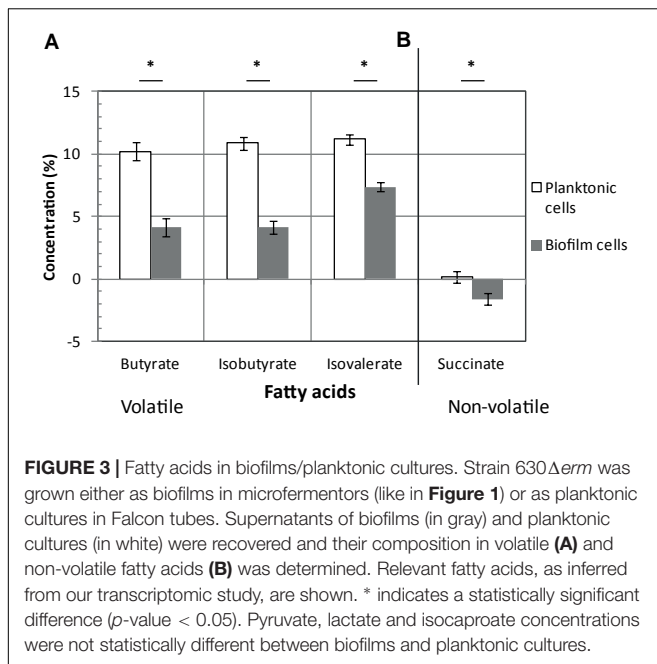 A
B
* * * *
15
10
5
0
-5
Concentration (%)
Planktonic
cells
Biofilm cells
Butyrate Isobutyrate Isovalerate Succinate
Fatty acids
Volatile Non-volatile
FIGURE 3 | Fatty acids in biofilms/planktonic cultures. Strain 630Δerm was
grown either as biofilms in microfermentors (like in Figure 1) or as planktonic
cultures in Falcon tubes. Supernatants of biofilms (in gray) and planktonic
cultures (in white) were recovered and their composition in volatile (A) and
non-volatile fatty acids (B) was determined. Relevant fatty acids, as inferred
from our transcriptomic study, are shown. * indicates a statistically significant
difference (p-value < 0.05). Pyruvate, lactate and isocaproate concentrations
were not statistically different between biofilms and planktonic cultures.